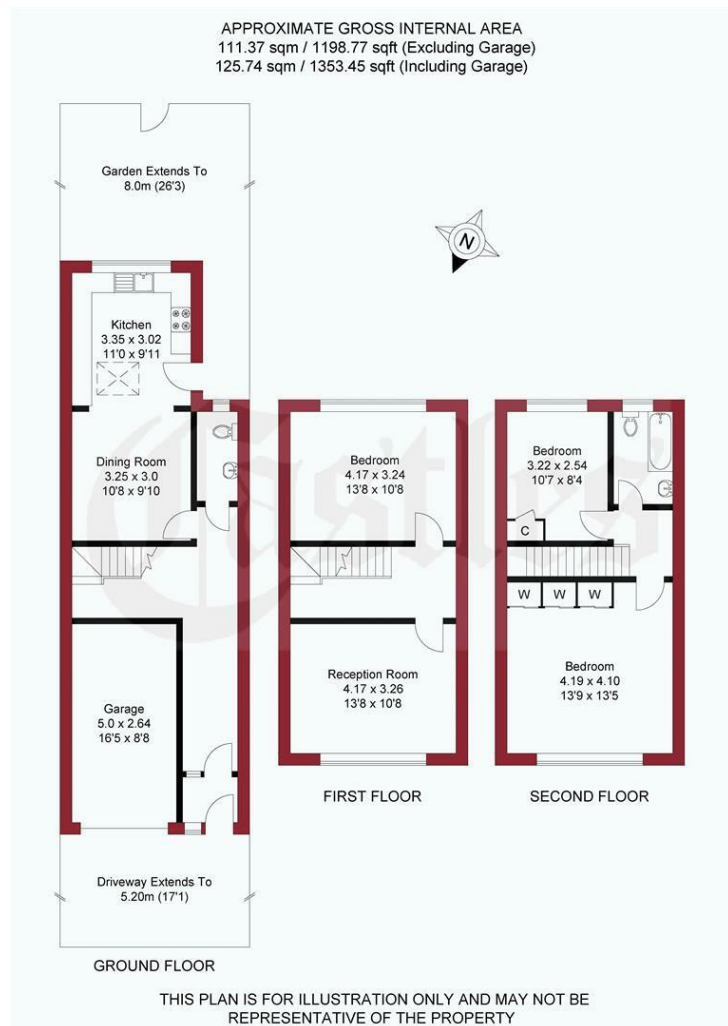 APPROXIMATE GROSS INTERNAL AREA
111.37 sqm / 1198.77 sqft (Excluding Garage)
125.74 sqm / 1353.45 sqft (Including Garage)
Garden Extends To
8.0m (26'3)
N
Kitchen
3.35 x 3.02
11'0 x 9'11
Dining Room
3.25 x 3.0
10'8 x 9'10
Garage
5.0 x 2.64
16'5 x 8'8
Driveway Extends To
5.20m (17'1)
GROUND FLOOR
Bedroom
4.17 x 3.24
13'8 x 10'8
Reception Room
4.17 x 3.26
13'8 x 10'8
FIRST FLOOR
Bedroom
3.22 x 2.54
10'7 x 8'4
C
W W W
Bedroom
4.19 x 4.10
13'9 x 13'5
SECOND FLOOR
Castles
THIS PLAN IS FOR ILLUSTRATION ONLY AND MAY NOT BE
REPRESENTATIVE OF THE PROPERTY